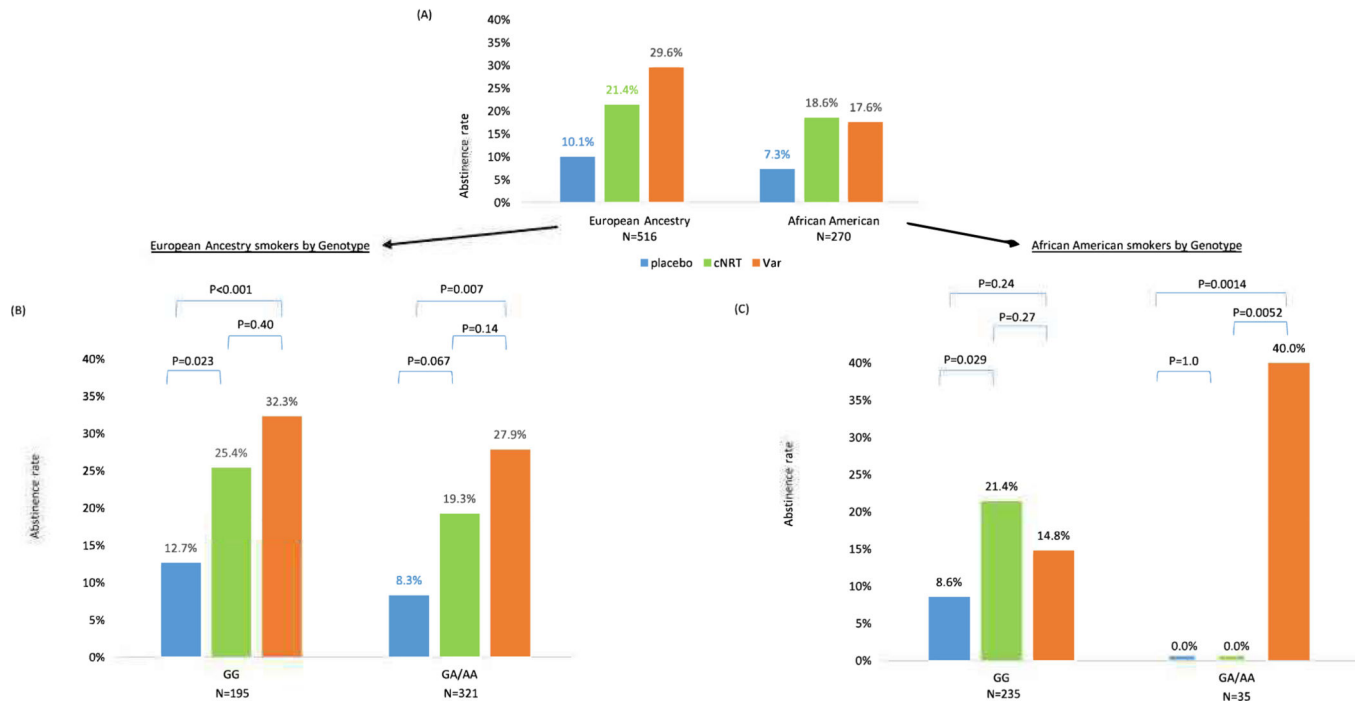 (A)
40%
35%
30%
25%
20%
15%
10%
5%
0%
Abstinence rate
10.1%
21.4%
29.6%
7.3%
18.6%
17.6%
European Ancestry
N=516
African American
N=270
placebo cNRT Var
European Ancestry smokers by Genotype
African American smokers by Genotype
(B)
P<0.001
P=0.40
P=0.023
P=0.007
P=0.14
P=0.067
40%
35%
30%
25%
20%
15%
10%
5%
0%
Abstinence rate
12.7%
25.4%
32.3%
8.3%
19.3%
27.9%
GG
N=195
GA/AA
N=321
(C)
P=0.24
P=0.27
P=0.029
P=0.0014
P=0.0052
P=1.0
40%
35%
30%
25%
20%
15%
10%
5%
0%
Abstinence rate
8.6%
21.4%
14.8%
0.0%
0.0%
40.0%
GG
N=235
GA/AA
N=35